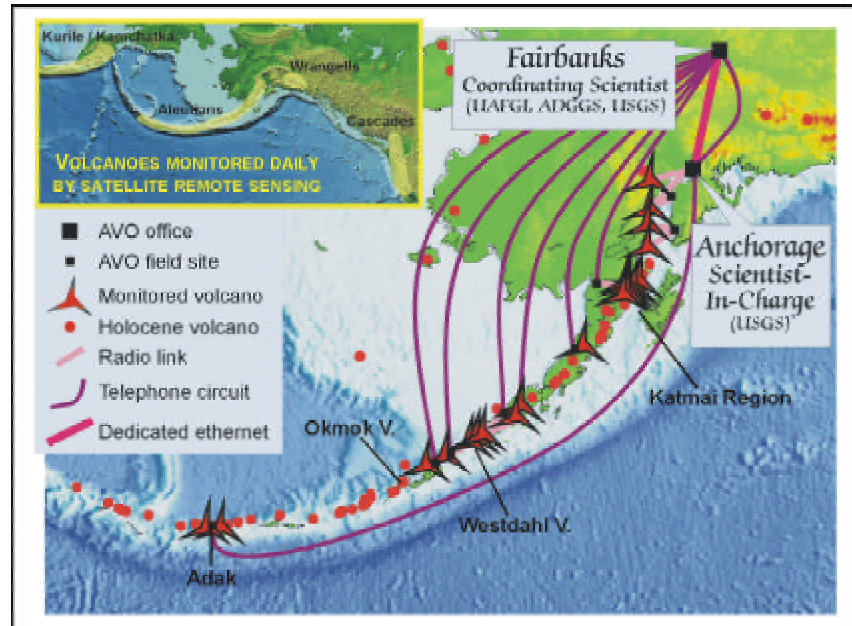 Kurile / Kamchatka
Wrangells
Aleutians
Cascades
VOLCANOES MONITORED DAILY
BY SATELLITE REMOTE SENSING
Fairbanks
Coordinating Scientist
(UAFGI, ADGGS, USGS)
AVO office
AVO field site
Monitored volcano
Holocene volcano
Radio link
Telephone circuit
Dedicated ethernet
Anchorage
Scientist-
In-Charge
(USGS)
Katmai Region
Okmok V.
Westdahl V.
Adak